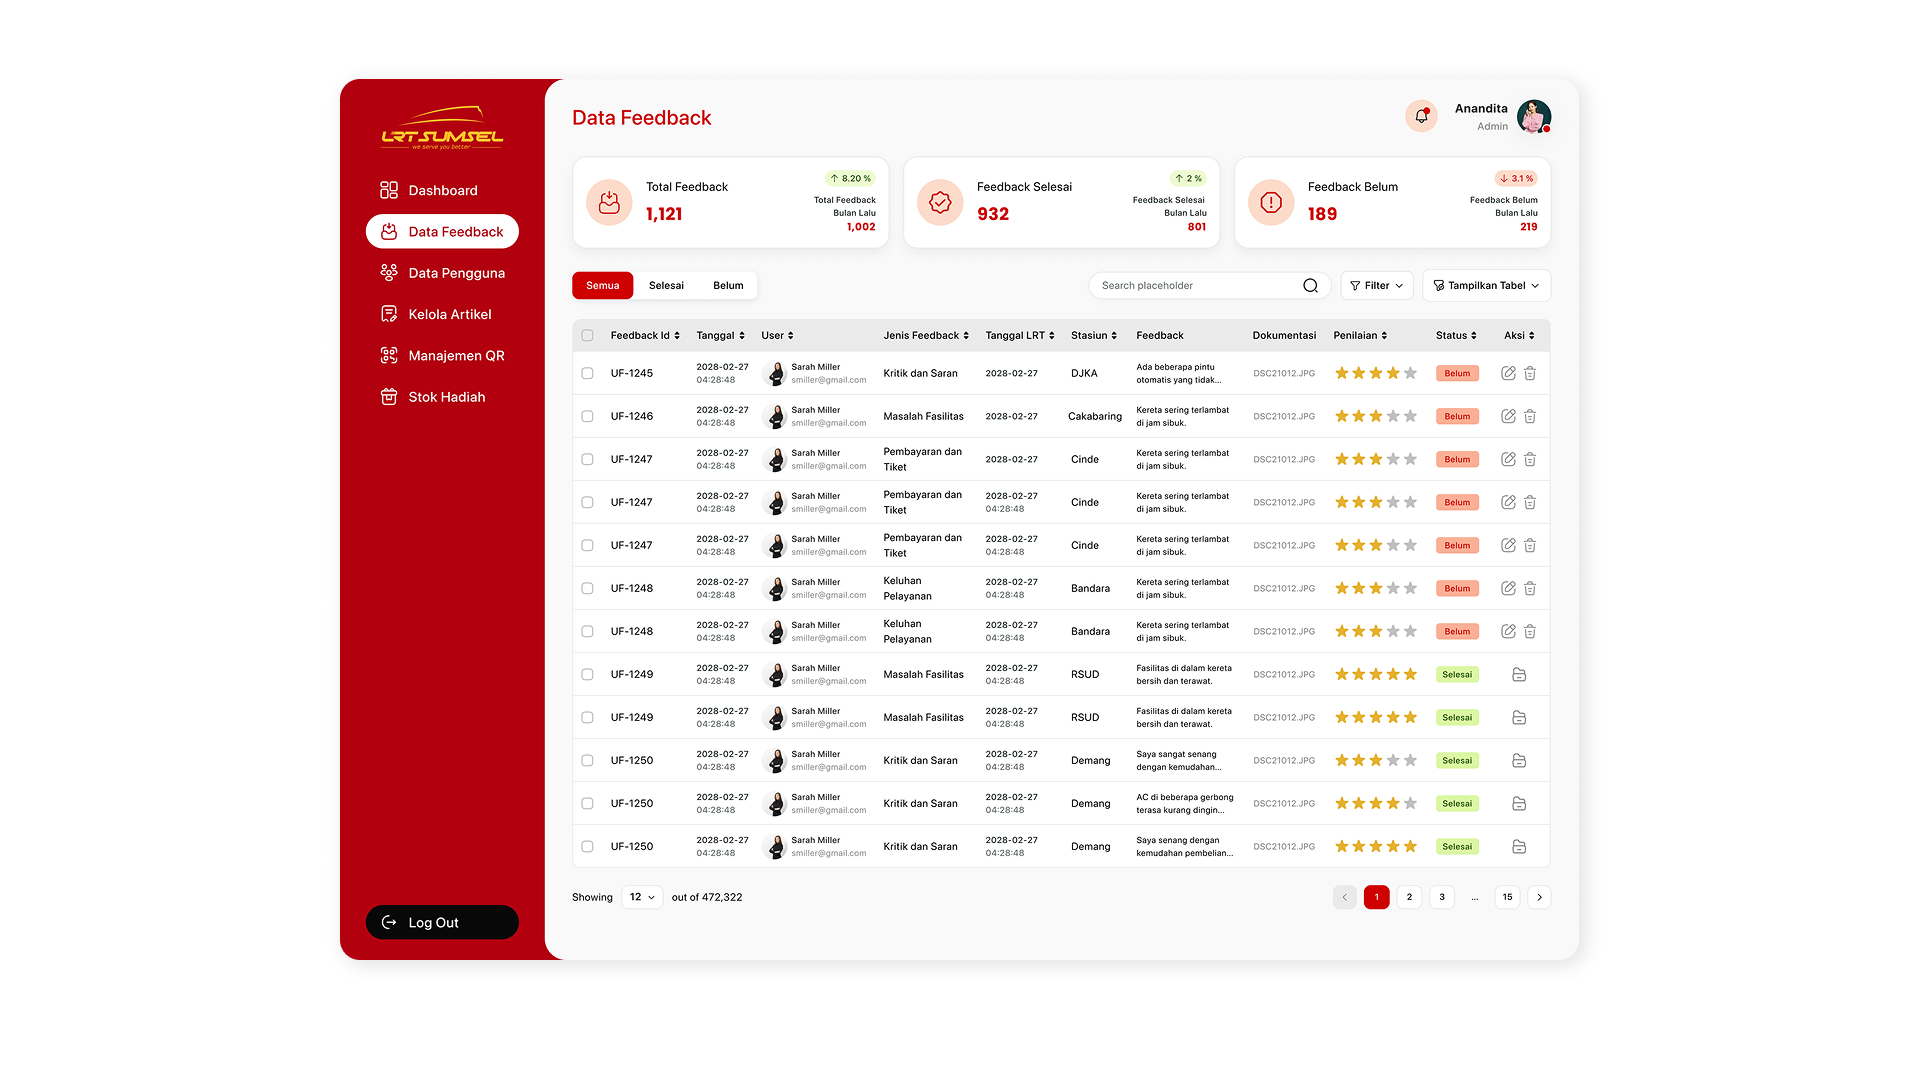 LRT SUMSEL
we serve you better
Dashboard
Data Feedback
Data Pengguna
Kelola Artikel
Manajemen QR
Stok Hadiah
Log Out
Data Feedback
Anandita
Admin
Total Feedback
1,121
8.20 %
Total Feedback
Bulan Lalu
1,002
Feedback Selesai
932
2 %
Feedback Selesai
Bulan Lalu
801
Feedback Belum
189
3.1 %
Feedback Belum
Bulan Lalu
219
Semua Selesai Belum
Search placeholder
Filter
Tampilkan Tabel
Feedback Id Tanggal User Jenis Feedback Tanggal LRT Stasiun Feedback Dokumentasi Penilaian Status Aksi
UF-1245 2028-02-27 04:28:48 Sarah Miller smiller@gmail.com Kritik dan Saran 2028-02-27 DJKA Ada beberapa pintu otomatis yang tidak... DSC21012.JPG Belum
UF-1246 2028-02-27 04:28:48 Sarah Miller smiller@gmail.com Masalah Fasilitas 2028-02-27 Cakabaring Kereta sering terlambat di jam sibuk. DSC21012.JPG Belum
UF-1247 2028-02-27 04:28:48 Sarah Miller smiller@gmail.com Pembayaran dan Tiket 2028-02-27 Cinde Kereta sering terlambat di jam sibuk. DSC21012.JPG Belum
UF-1247 2028-02-27 04:28:48 Sarah Miller smiller@gmail.com Pembayaran dan Tiket 2028-02-27 04:28:48 Cinde Kereta sering terlambat di jam sibuk. DSC21012.JPG Belum
UF-1247 2028-02-27 04:28:48 Sarah Miller smiller@gmail.com Pembayaran dan Tiket 2028-02-27 04:28:48 Cinde Kereta sering terlambat di jam sibuk. DSC21012.JPG Belum
UF-1248 2028-02-27 04:28:48 Sarah Miller smiller@gmail.com Keluhan Pelayanan 2028-02-27 04:28:48 Bandara Kereta sering terlambat di jam sibuk. DSC21012.JPG Belum
UF-1248 2028-02-27 04:28:48 Sarah Miller smiller@gmail.com Keluhan Pelayanan 2028-02-27 04:28:48 Bandara Kereta sering terlambat di jam sibuk. DSC21012.JPG Belum
UF-1249 2028-02-27 04:28:48 Sarah Miller smiller@gmail.com Masalah Fasilitas 2028-02-27 04:28:48 RSUD Fasilitas di dalam kereta bersih dan terawat. DSC21012.JPG Selesai
UF-1249 2028-02-27 04:28:48 Sarah Miller smiller@gmail.com Masalah Fasilitas 2028-02-27 04:28:48 RSUD Fasilitas di dalam kereta bersih dan terawat. DSC21012.JPG Selesai
UF-1250 2028-02-27 04:28:48 Sarah Miller smiller@gmail.com Kritik dan Saran 2028-02-27 04:28:48 Demang Saya sangat senang dengan kemudahan... DSC21012.JPG Selesai
UF-1250 2028-02-27 04:28:48 Sarah Miller smiller@gmail.com Kritik dan Saran 2028-02-27 04:28:48 Demang AC di beberapa gerbong terasa kurang dingin... DSC21012.JPG Selesai
UF-1250 2028-02-27 04:28:48 Sarah Miller smiller@gmail.com Kritik dan Saran 2028-02-27 04:28:48 Demang Saya senang dengan kemudahan pembelian... DSC21012.JPG Selesai
Showing 12 out of 472,322
1 2 3 ... 15